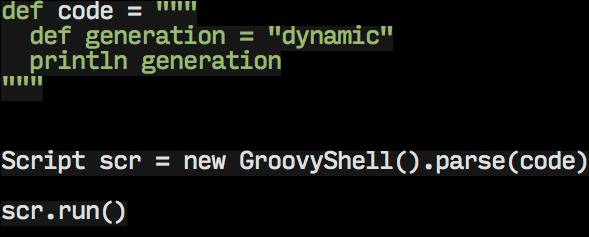 def code = """
  def generation = "dynamic"
  println generation
"""
Script scr = new GroovyShell().parse(code)
scr.run()